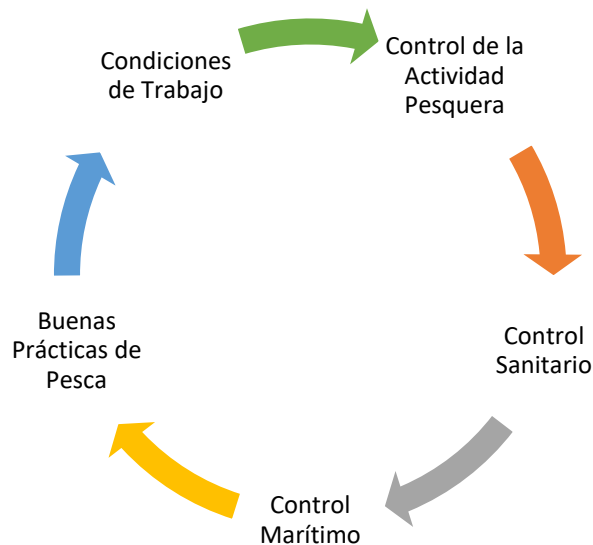 Condiciones
de Trabajo
Control de la
Actividad
Pesquera
Control
Sanitario
Control
Marítimo
Buenas
Prácticas de
Pesca